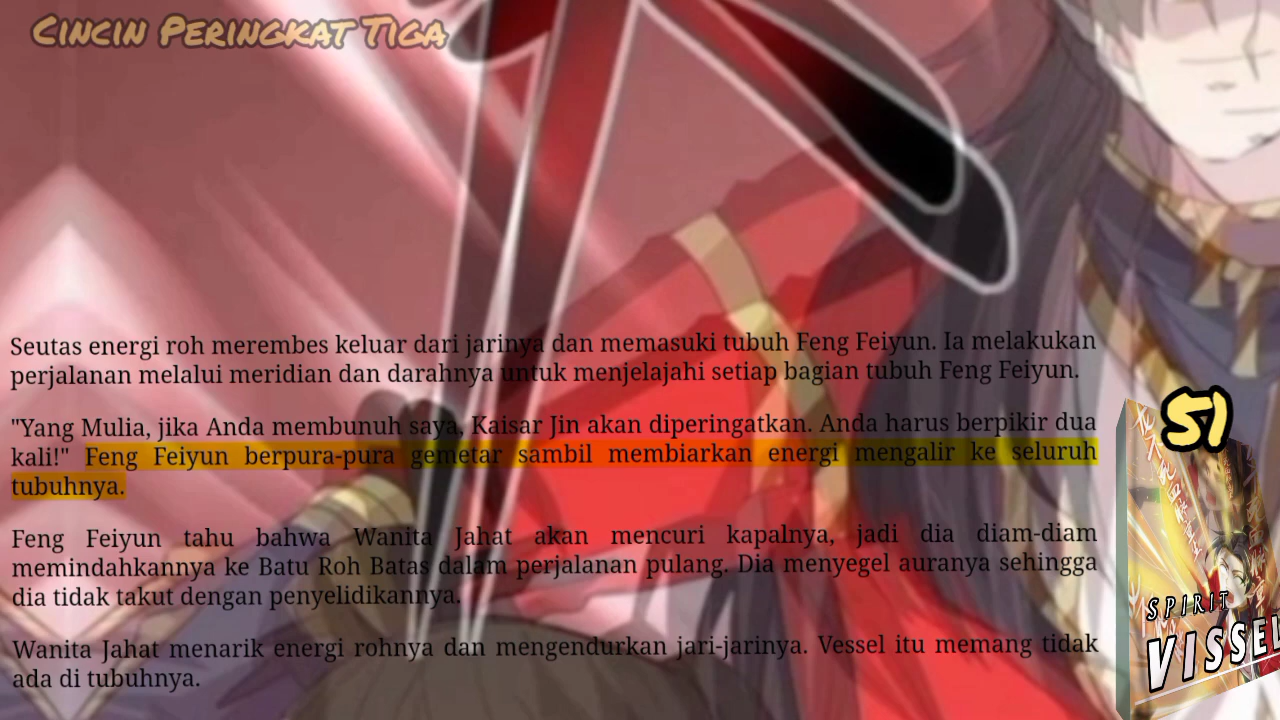 Cincin Peringkat Tiga
Seutas energi roh merembes keluar dari jarinya dan memasuki tubuh Feng Feiyun. Ia melakukan
perjalanan melalui meridian dan darahnya untuk menjelajahi setiap bagian tubuh Feng Feiyun.
"Yang Mulia, jika Anda membunuh saya, Kaisar Jin akan diperingatkan. Anda harus berpikir dua
kali!" Feng Feiyun berpura-pura gemetar sambil membiarkan energi mengalir ke seluruh
tubuhnya.
Feng Feiyun tahu bahwa Wanita Jahat akan mencuri kapalnya, jadi dia diam-diam
memindahkannya ke Batu Roh Batas dalam perjalanan pulang. Dia menyegel auranya sehingga
dia tidak takut dengan penyelidikannya.
Wanita Jahat menarik energi rohnya dan mengendurkan jari-jarinya. Vessel itu memang tidak
ada di tubuhnya.
51
SPIRIT
VISSEL